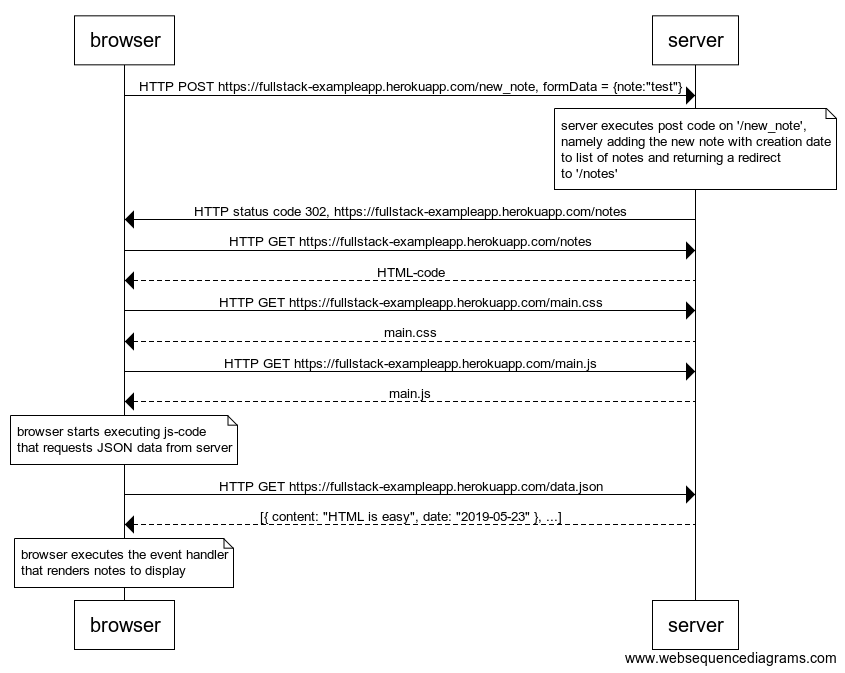 browser
server
HTTP POST https://fullstack-exampleapp.herokuapp.com/new_note, formData = {note:"test"}
server executes post code on '/new_note',
namely adding the new note with creation date
to list of notes and returning a redirect
to '/notes'
HTTP status code 302, https://fullstack-exampleapp.herokuapp.com/notes
HTTP GET https://fullstack-exampleapp.herokuapp.com/notes
HTML-code
HTTP GET https://fullstack-exampleapp.herokuapp.com/main.css
main.css
HTTP GET https://fullstack-exampleapp.herokuapp.com/main.js
main.js
browser starts executing js-code
that requests JSON data from server
HTTP GET https://fullstack-exampleapp.herokuapp.com/data.json
[{ content: "HTML is easy", date: "2019-05-23" }, ...]
browser executes the event handler
that renders notes to display
browser
server
www.websequencediagrams.com